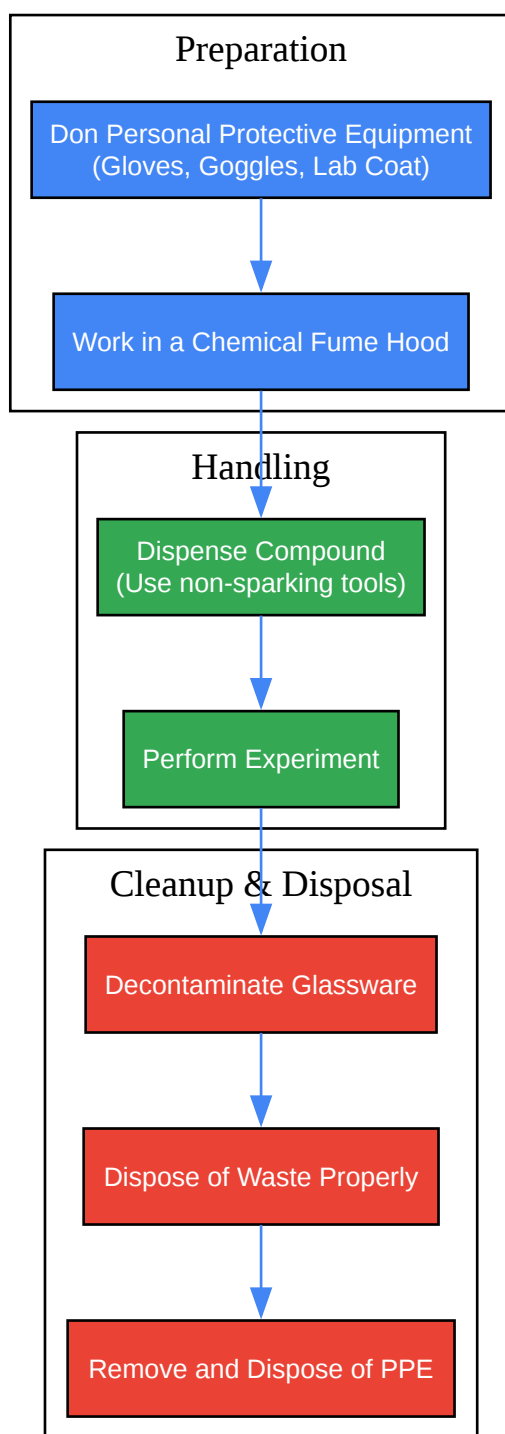 Preparation
Don Personal Protective Equipment
(Gloves, Goggles, Lab Coat)
Work in a Chemical Fume Hood
Handling
Dispense Compound
(Use non-sparking tools)
Perform Experiment
Cleanup & Disposal
Decontaminate Glassware
Dispose of Waste Properly
Remove and Dispose of PPE